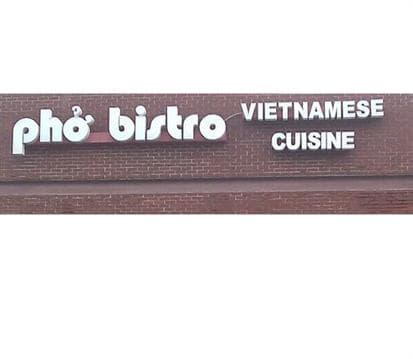 phở bistro
VIETNAMESE
CUISINE